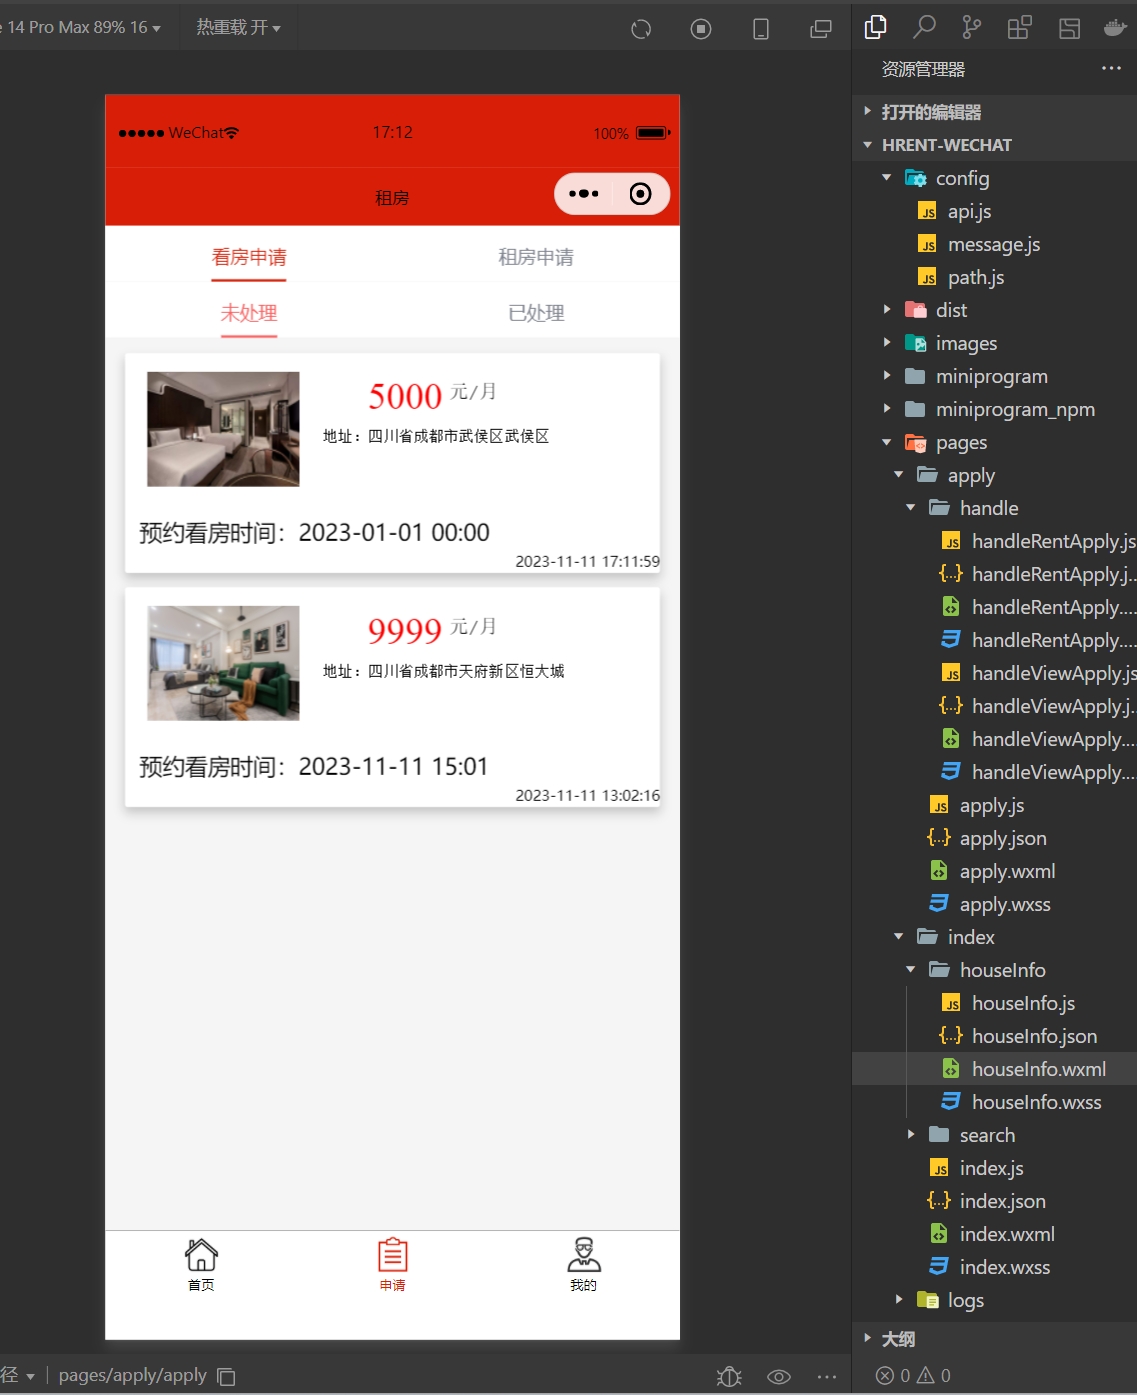 14 Pro Max 89% 16
热重载 开
WeChat
17:12
100%
租房
看房申请
租房申请
未处理
已处理
5000 元/月
地址：四川省成都市武侯区武侯区
预约看房时间：2023-01-01 00:00
2023-11-11 17:11:59
9999 元/月
地址：四川省成都市天府新区恒大城
预约看房时间：2023-11-11 15:01
2023-11-11 13:02:16
首页
申请
我的
径
pages/apply/apply
资源管理器
打开的编辑器
HRENT-WECHAT
config
api.js
message.js
path.js
dist
images
miniprogram
miniprogram_npm
pages
apply
handle
handleRentApply.js
handleRentApply.j...
handleRentApply....
handleRentApply....
handleViewApply.js
handleViewApply.j...
handleViewApply....
handleViewApply....
apply.js
apply.json
apply.wxml
apply.wxss
index
houseInfo
houseInfo.js
houseInfo.json
houseInfo.wxml
houseInfo.wxss
search
index.js
index.json
index.wxml
index.wxss
logs
大纲
0
0